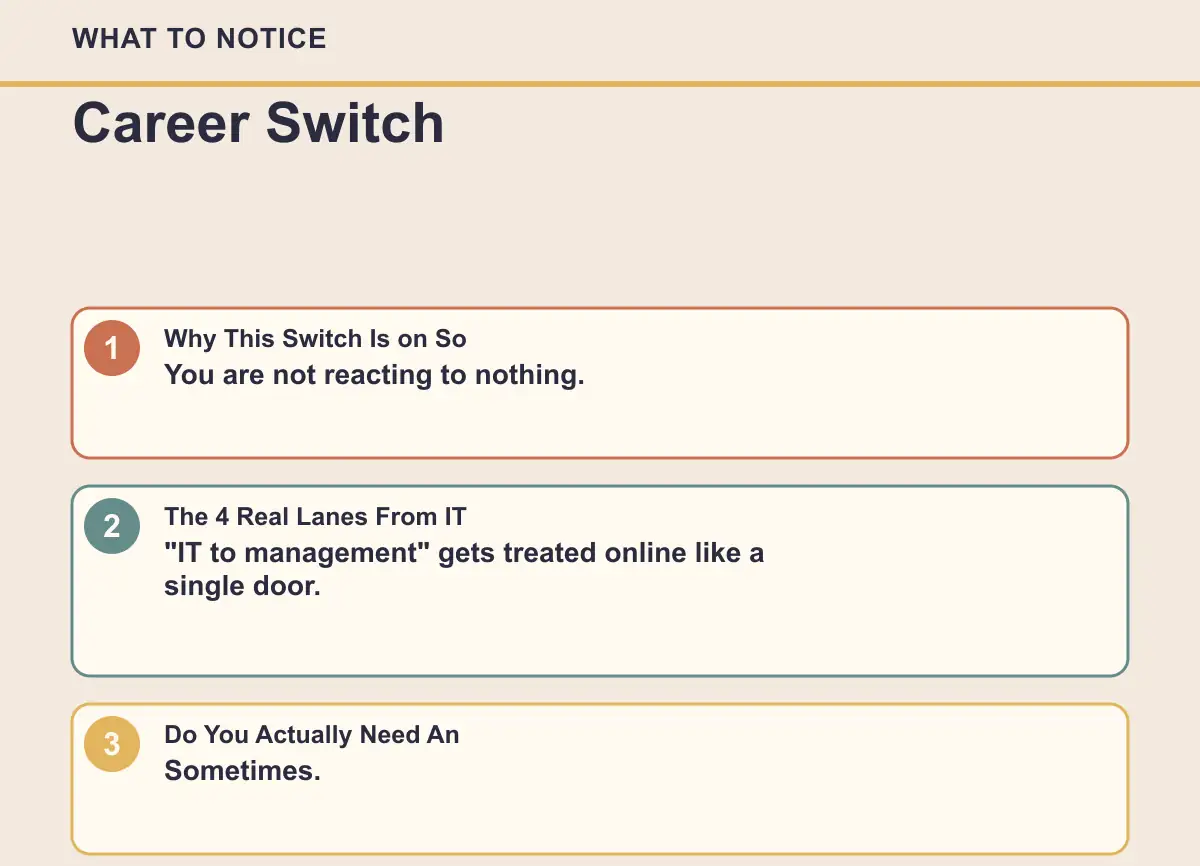 WHAT TO NOTICE
Career Switch
1
Why This Switch Is on So
You are not reacting to nothing.
2
The 4 Real Lanes From IT
"IT to management" gets treated online like a
single door.
3
Do You Actually Need An
Sometimes.